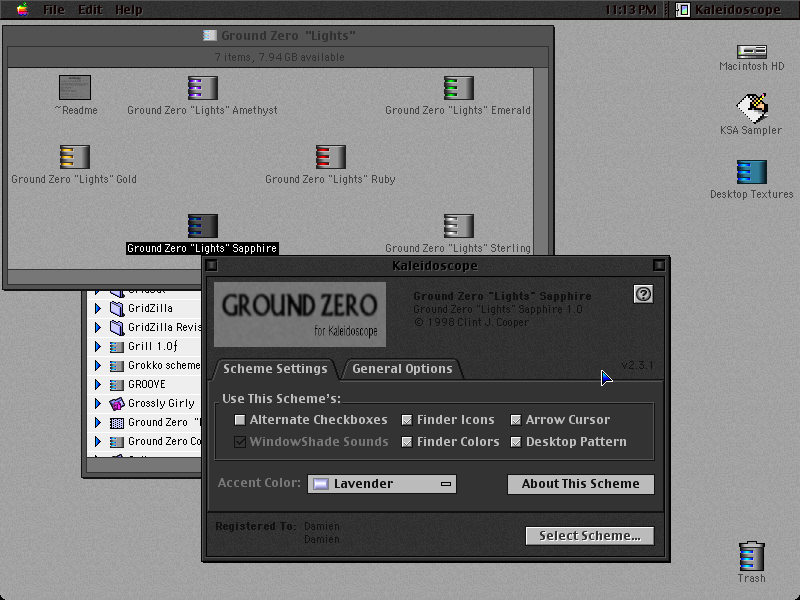 File Edit Help 11:13 PM Kaleidoscope
Ground Zero "Lights"
7 items, 7.94 GB available
~Readme
Ground Zero "Lights" Amethyst
Ground Zero "Lights" Emerald
Ground Zero "Lights" Gold
Ground Zero "Lights" Ruby
Ground Zero "Lights" Sapphire
Ground Zero "Lights" Sterling
Macintosh HD
KSA Sampler
Desktop Textures
GridZilla
GridZilla Revis
Grill 1.0ƒ
Grokko scheme
GROOVE
Grossly Girly
Ground Zero "l
Ground Zero Co
Kaleidoscope
GROUND ZERO
for Kaleidoscope
Ground Zero "Lights" Sapphire
Ground Zero "Lights" Sapphire 1.0
© 1998 Clint J. Cooper
?
v2.3.1
Scheme Settings
General Options
Use This Scheme's:
Alternate Checkboxes Finder Icons Arrow Cursor
WindowShade Sounds Finder Colors Desktop Pattern
Accent Color: Lavender
About This Scheme
Registered To: Damien
Damien
Select Scheme...
Trash